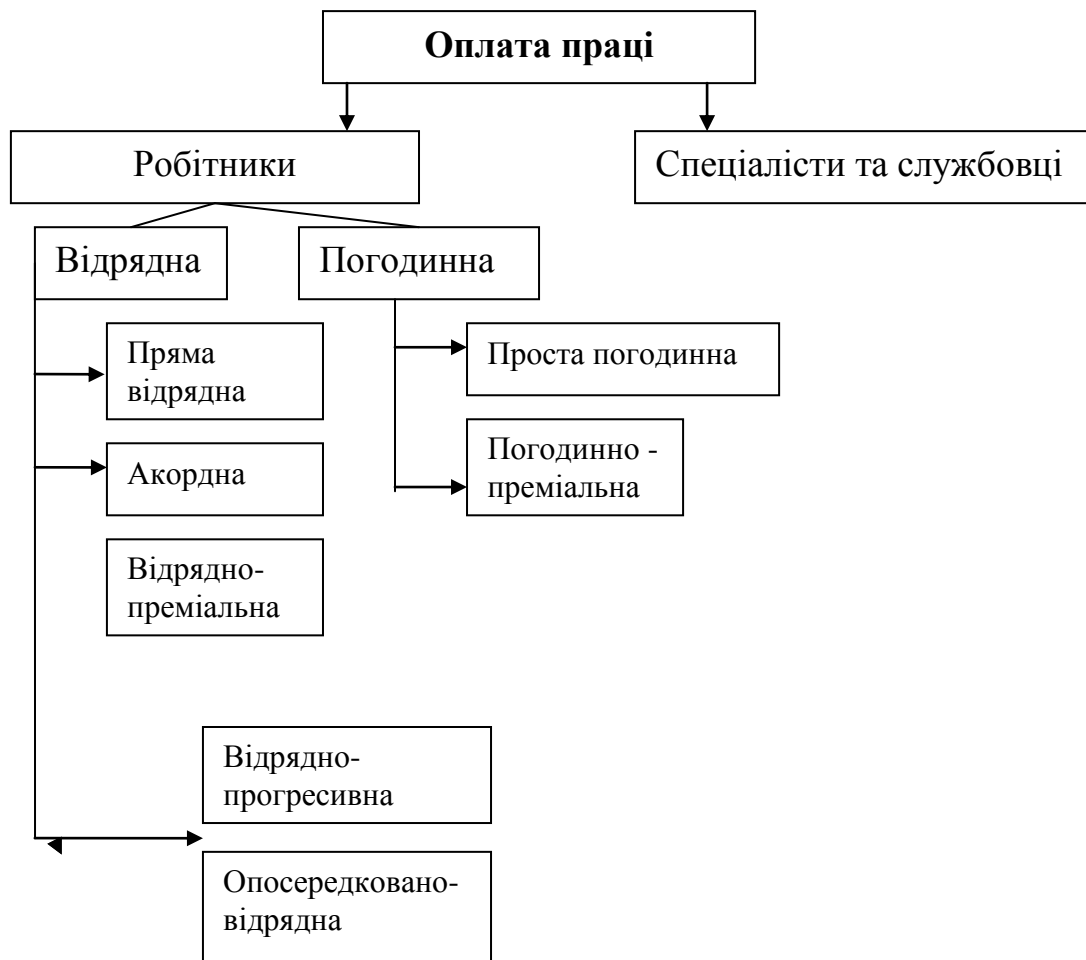 Оплата праці
Робітники
Спеціалісти та службовці
Відрядна
Погодинна
Пряма
відрядна
Проста погодинна
Акордна
Погодинно -
преміальна
Відрядно-
преміальна
Відрядно-
прогресивна
Опосередковано-
відрядна